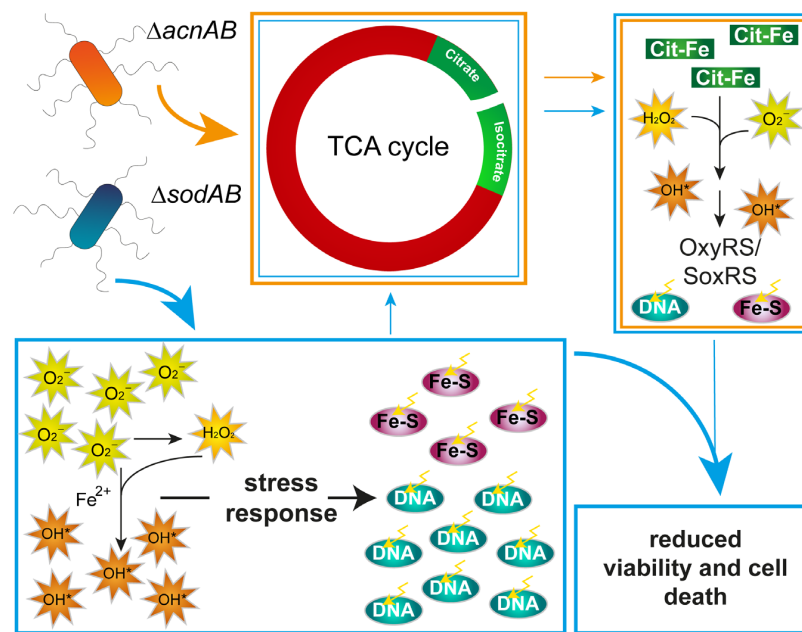 ΔacnAB
ΔsodAB
TCA cycle
Citrate
Isocitrate
Cit-Fe
Cit-Fe
Cit-Fe
H₂O₂
O₂⁻
OH*
OH*
OxyRS/
SoxRS
DNA
Fe-S
O₂⁻
O₂⁻
O₂⁻
O₂⁻
O₂⁻
H₂O₂
Fe²⁺
OH*
OH*
OH*
OH*
OH*
stress
response
Fe-S
Fe-S
Fe-S
Fe-S
DNA
DNA
DNA
DNA
DNA
DNA
DNA
DNA
reduced
viability and cell
death